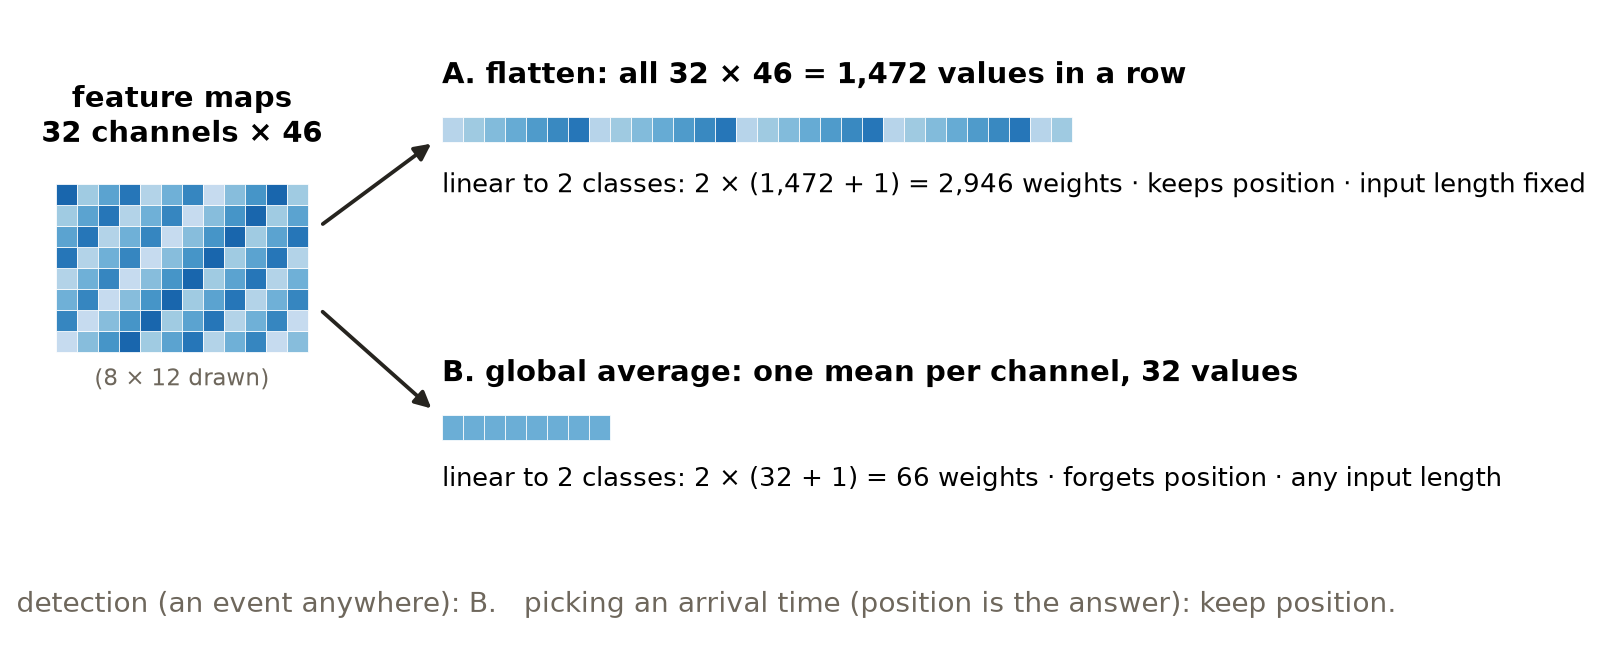 feature maps
32 channels × 46
(8 × 12 drawn)
A. flatten: all 32 × 46 = 1,472 values in a row
linear to 2 classes: 2 × (1,472 + 1) = 2,946 weights · keeps position · input length fixed
B. global average: one mean per channel, 32 values
linear to 2 classes: 2 × (32 + 1) = 66 weights · forgets position · any input length
detection (an event anywhere): B.   picking an arrival time (position is the answer): keep position.